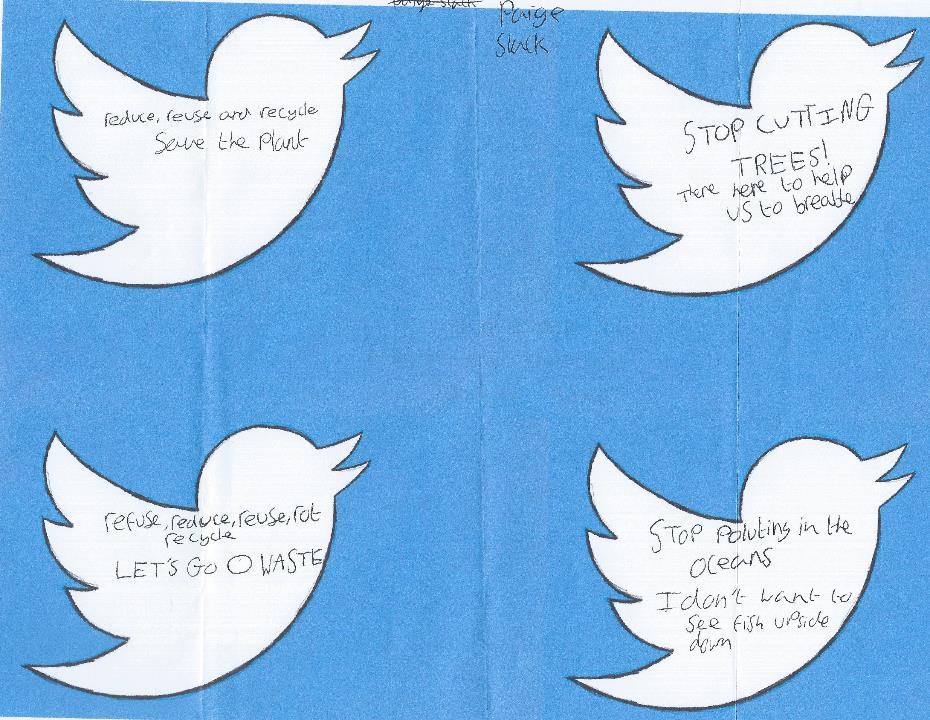 Paige Slack
Paige
Slack
reduce, reuse and recycle
Save the Plant
STOP CUTTING
TREES!
There here to help
US to breathe
refuse, reduce, reuse, rot
recycle
LET'S GO O WASTE
STOP Poluting in the
Oceans
I don't want to
See fish upside
down